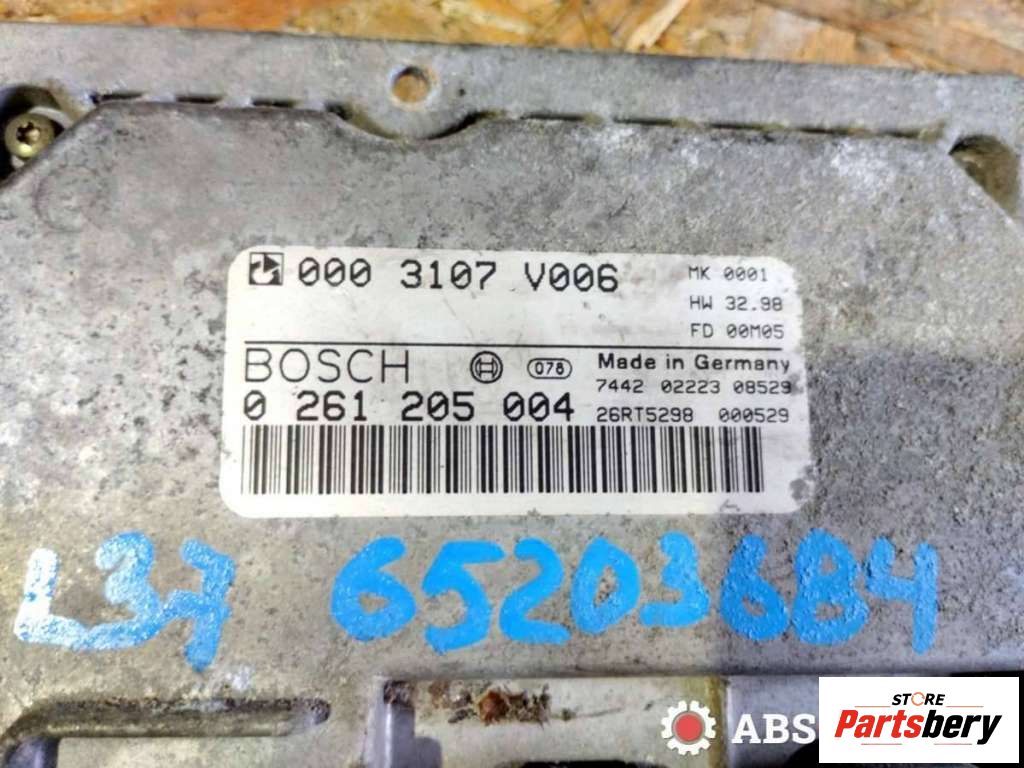 000 3107 V006
MK 0001
HW 32.98
FD 00M05
BOSCH 078 Made in Germany
7442 02223 08529
0 261 205 004 26RT5298 000529
L37 65203684
ABS
STORE
Partsbery